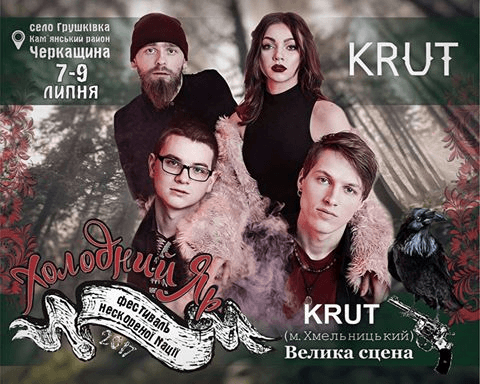 село Грушківка
Кам'янський район
Черкащина
7-9
липня
KRUT
Холодний Яр
фестиваль
нескореної Нації
2017
KRUT
(м. Хмельницький)
Велика сцена